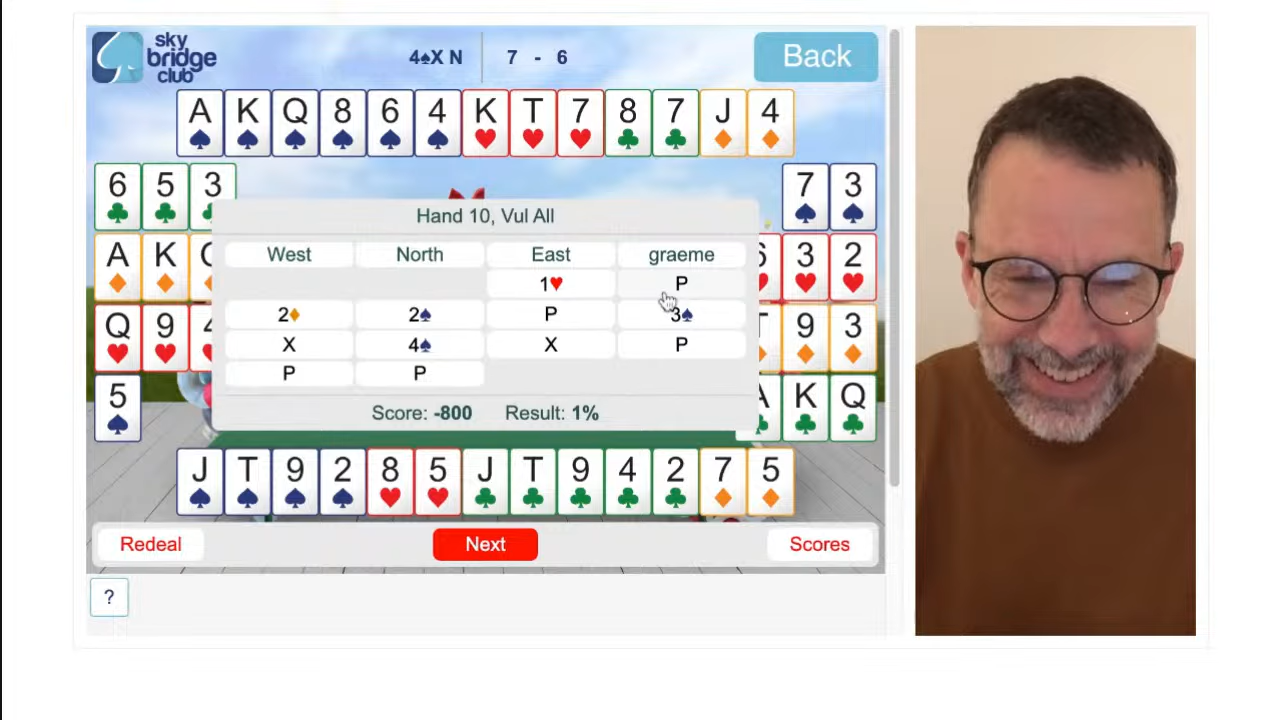 sky
bridge
club
4♠X N
7 - 6
Back
A K Q 8 6 4 K T 7 8 7 J 4
6 5 3
7 3
Hand 10, Vul All
West North East graeme
1♥ P
2♦ 2♠ P 3♠
X 4♠ X P
P P
A K
3 2
Q 9
9 3
5
K Q
Score: -800 Result: 1%
J T 9 2 8 5 J T 9 4 2 7 5
Redeal Next Scores
?